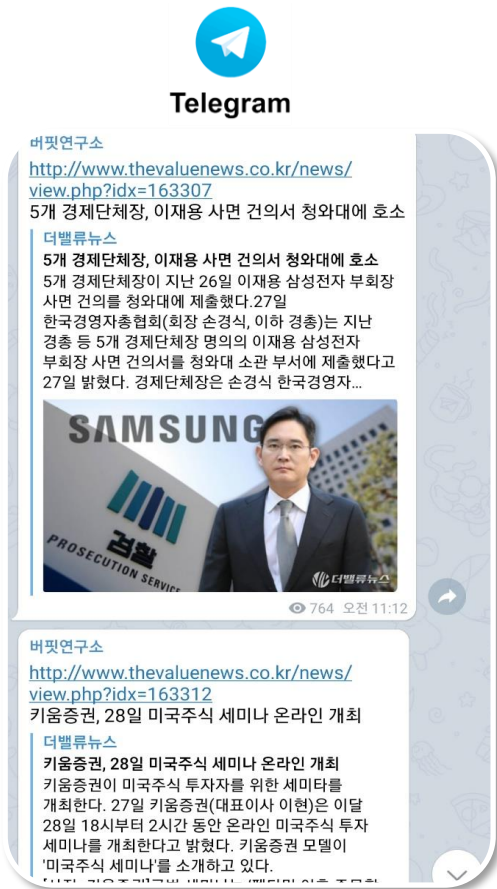 Telegram
버핏연구소
http://www.thevaluenews.co.kr/news/
view.php?idx=163307
5개 경제단체장, 이재용 사면 건의서 청와대에 호소
더밸류뉴스
5개 경제단체장, 이재용 사면 건의서 청와대에 호소
5개 경제단체장이 지난 26일 이재용 삼성전자 부회장
사면 건의를 청와대에 제출했다.27일
한국경영자총협회(회장 손경식, 이하 경총)는 지난
경총 등 5개 경제단체장 명의의 이재용 삼성전자
부회장 사면 건의서를 청와대 소관 부서에 제출했다고
27일 밝혔다. 경제단체장은 손경식 한국경영자...
SAMSUNG
검찰
PROSECUTION SERVICE
더밸류뉴스
764 오전 11:12
버핏연구소
http://www.thevaluenews.co.kr/news/
view.php?idx=163312
키움증권, 28일 미국주식 세미나 온라인 개최
더밸류뉴스
키움증권, 28일 미국주식 세미나 온라인 개최
키움증권이 미국주식 투자자를 위한 세미타를
개최한다. 27일 키움증권(대표이사 이현)은 이달
28일 18시부터 2시간 동안 온라인 미국주식 투자
세미나를 개최한다고 밝혔다. 키움증권 모델이
'미국주식 세미나'를 소개하고 있다.